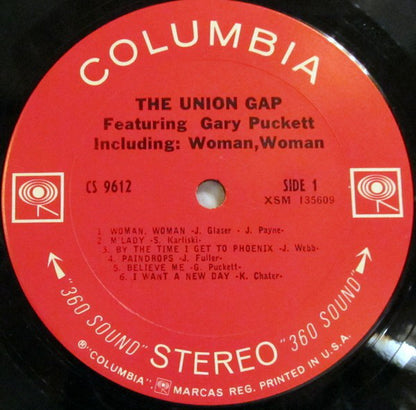 COLUMBIA
THE UNION GAP
Featuring Gary Puckett
Including: Woman,Woman
CS 9612
SIDE 1
XSM 135609
1 WOMAN, WOMAN -J. Glaser - J. Payne-
2 M'LADY -S. Karliski-
3. BY THE TIME I GET TO PHOENIX -J. Webb-
4. PAINDROPS -J. Fuller-
5. BELIEVE ME -G. Puckett-
6. I WANT A NEW DAY -K. Chater-
"360 SOUND" STEREO "360 SOUND"
® "COLUMBIA", MARCAS REG. PRINTED IN U.S.A.